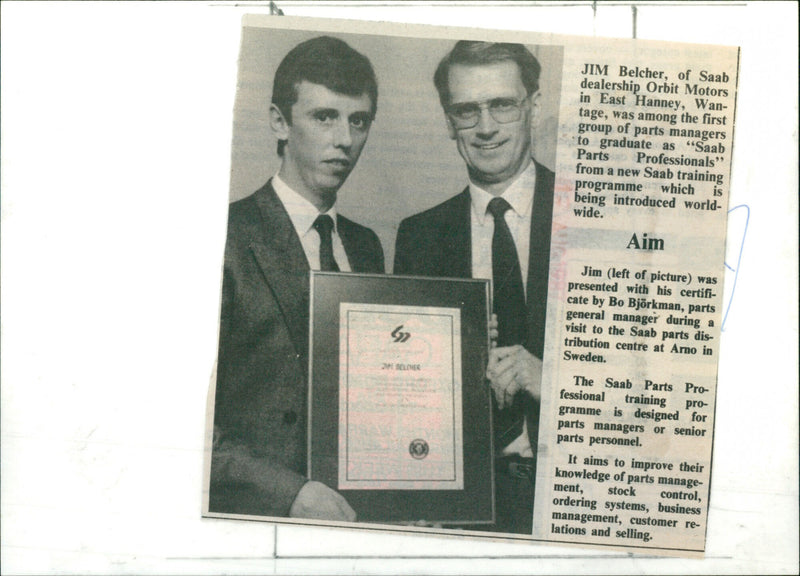 JIM Belcher, of Saab
dealership Orbit Motors
in East Hanney, Wan-
tage, was among the first
group of parts managers
to graduate as “Saab
Parts Professionals”
from a new Saab training
programme which is
being introduced world-
wide.
Aim
Jim (left of picture) was
presented with his certifi-
cate by Bo Björkman, parts
general manager during a
visit to the Saab parts dis-
tribution centre at Arno in
Sweden.
The Saab Parts Pro-
fessional training pro-
gramme is designed for
parts managers or senior
parts personnel.
It aims to improve their
knowledge of parts manage-
ment, stock control,
ordering systems, business
management, customer re-
lations and selling.
JIM BELCHER